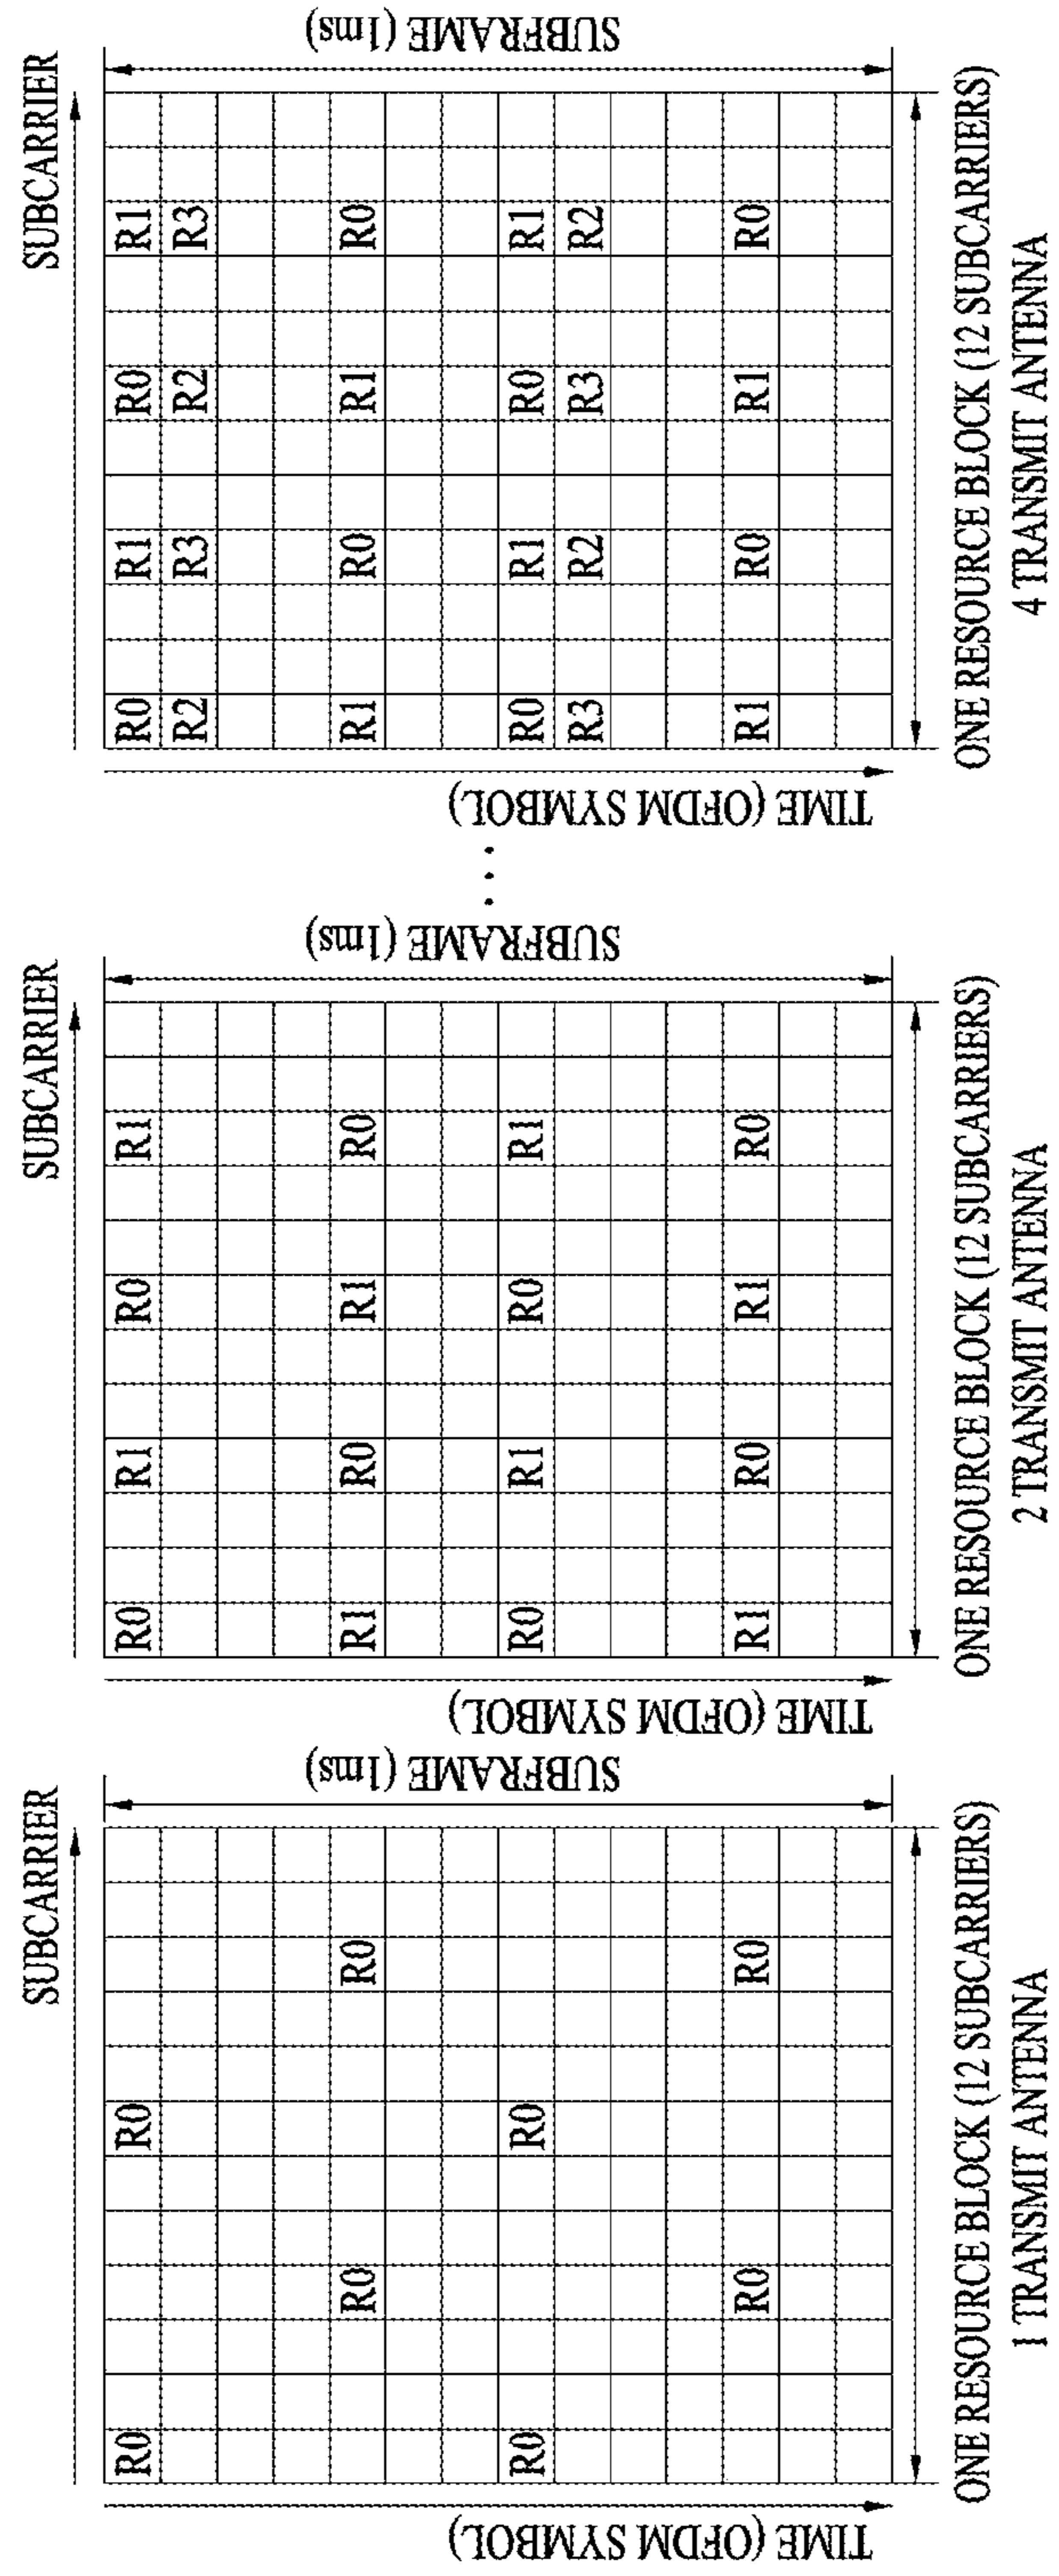 SUBCARRIER
TIME (OFDM SYMBOL)
R0 R0
R0 R0
R0 R0
R0 R0
SUBFRAME (1ms)
ONE RESOURCE BLOCK (12 SUBCARRIERS)
1 TRANSMIT ANTENNA
SUBCARRIER
TIME (OFDM SYMBOL)
R0 R1 R0 R1
R1 R0 R1 R0
R0 R1 R0 R1
R1 R0 R1 R0
SUBFRAME (1ms)
ONE RESOURCE BLOCK (12 SUBCARRIERS)
2 TRANSMIT ANTENNA
...
SUBCARRIER
TIME (OFDM SYMBOL)
R0 R1 R0 R1
R2 R3 R2 R3
R1 R0 R1 R0
R0 R1 R0 R1
R3 R2 R3 R2
R1 R0 R1 R0
SUBFRAME (1ms)
ONE RESOURCE BLOCK (12 SUBCARRIERS)
4 TRANSMIT ANTENNA